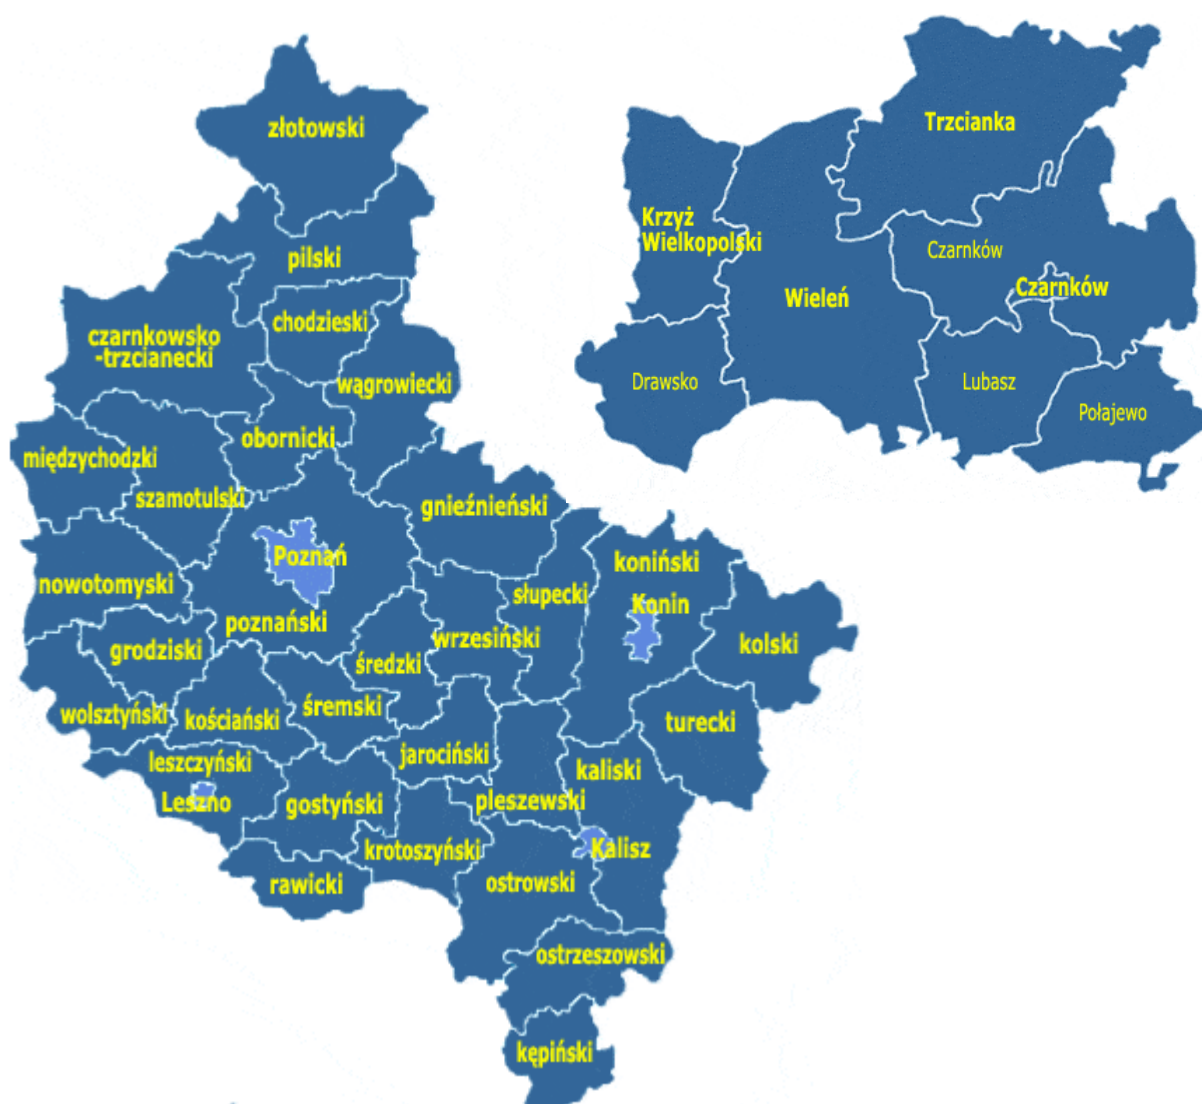 złotowski
pilski
chodzieski
czarnkowsko
-trzcianecki
wągrowiecki
obornicki
międzychodzki
szamotulski
gnieźnieński
Poznań
koniński
nowotomyski
słupecki
Konin
poznański
wrzesiński
kolski
grodziski
średzki
wolsztyński
kościański
śremski
turecki
jarociński
leszczyński
kaliski
Leszno
gostyński
pleszewski
krotoszyński
Kalisz
rawicki
ostrowski
ostrzeszowski
kępiński
Trzcianka
Krzyż
Wielkopolski
Czarnków
Czarnków
Wieleń
Drawsko
Lubasz
Połajewo